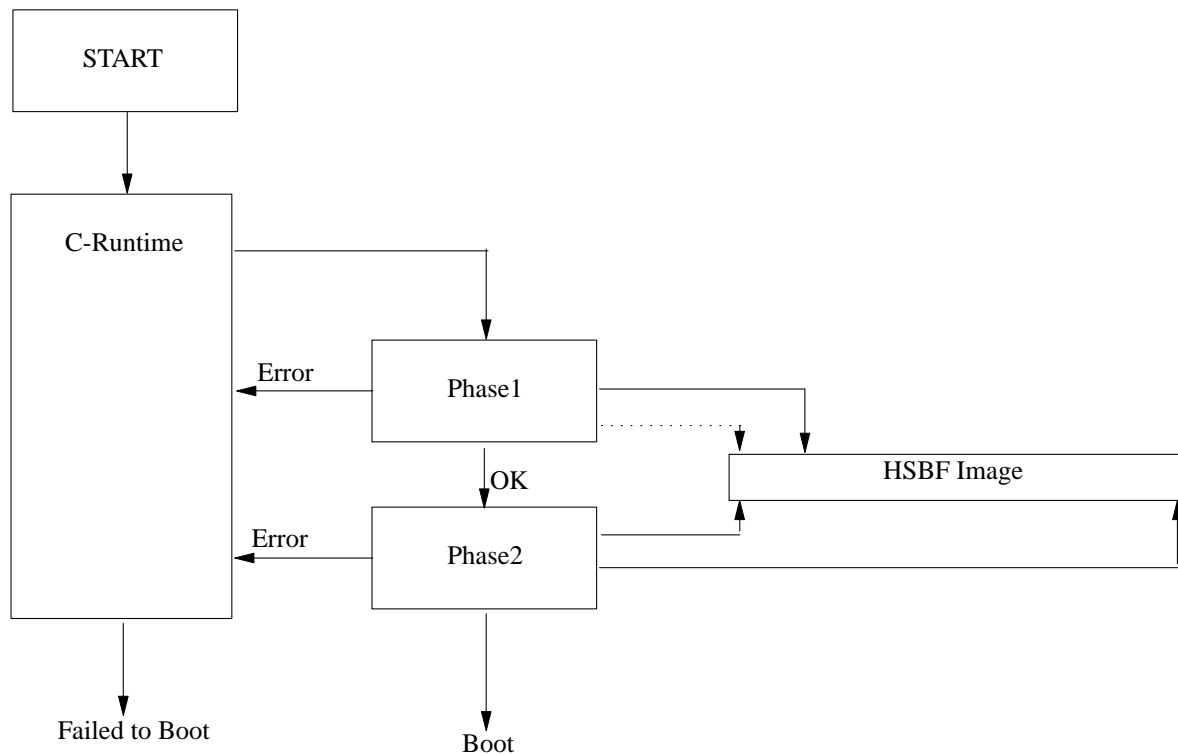 START
C-Runtime
Error
Phase1
HSBF Image
OK
Error
Phase2
Failed to Boot
Boot